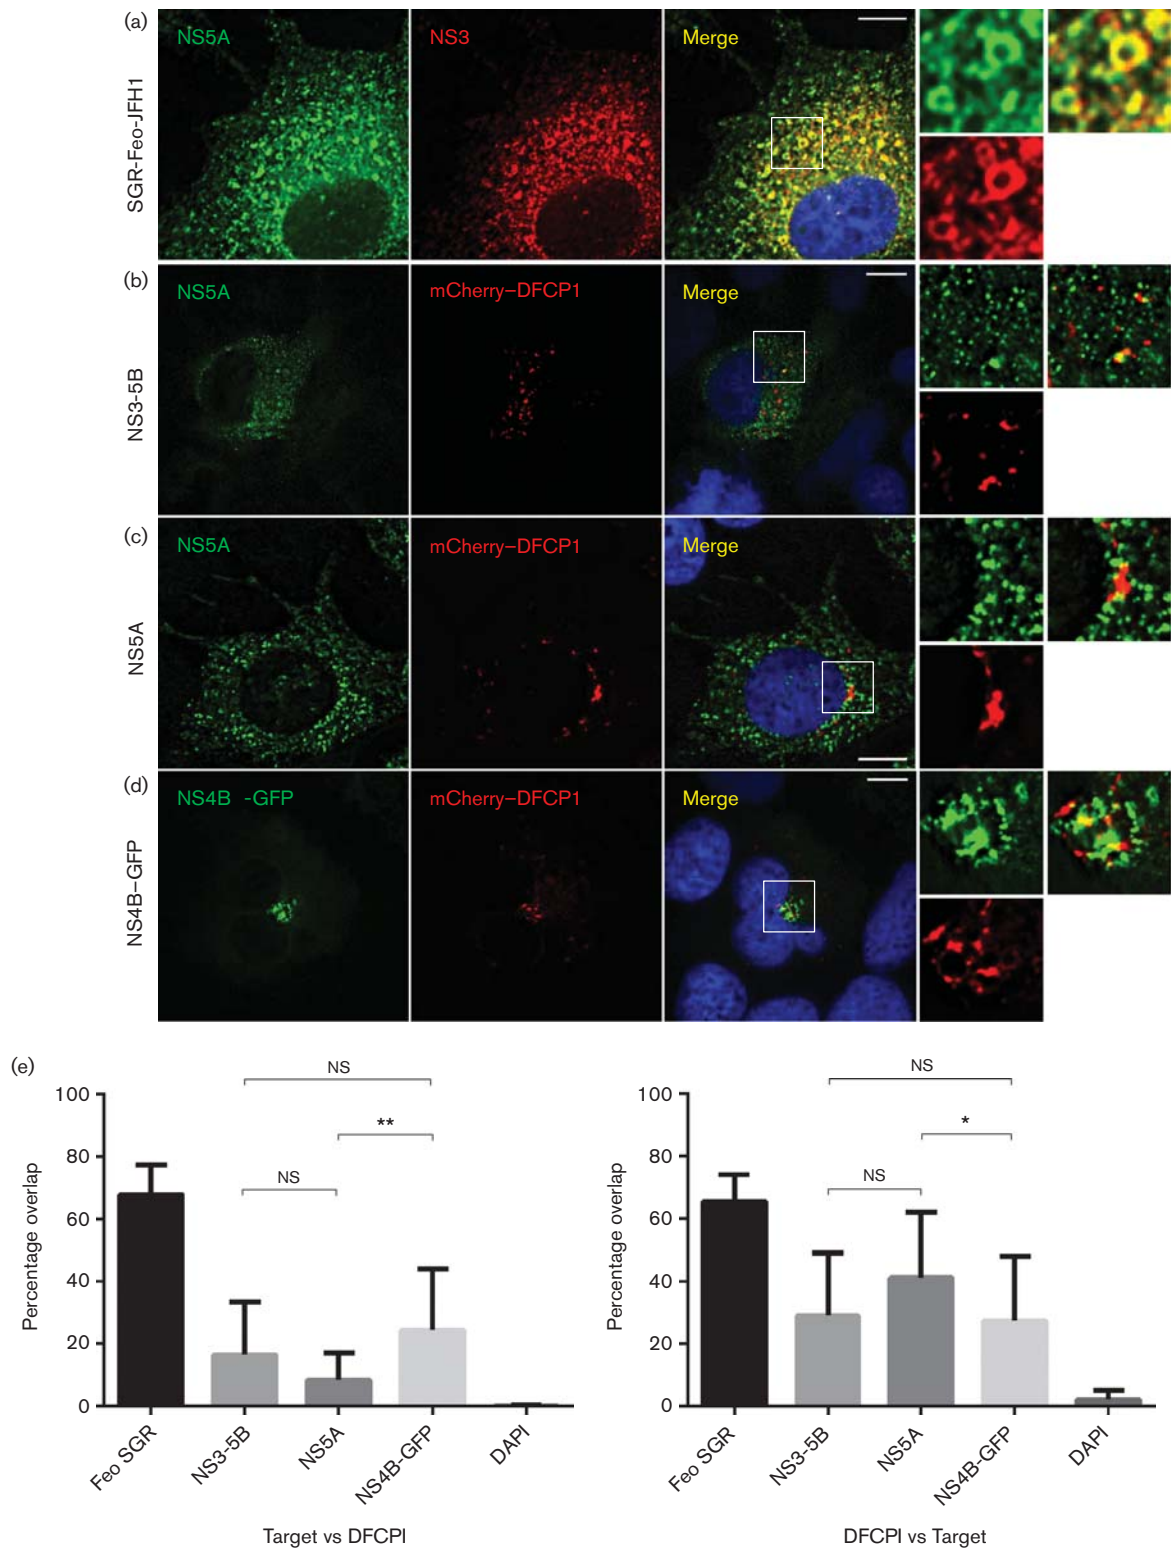 (a)
SGR-Feo-JFH1
NS5A
NS3
Merge
(b)
NS3-5B
NS5A
mCherry–DFCP1
Merge
(c)
NS5A
NS5A
mCherry–DFCP1
Merge
(d)
NS4B–GFP
NS4B -GFP
mCherry–DFCP1
Merge
(e)
Percentage overlap
100
80
60
40
20
0
NS
**
NS
Feo SGR
NS3-5B
NS5A
NS4B-GFP
DAPI
Target vs DFCPI
Percentage overlap
100
80
60
40
20
0
NS
*
NS
Feo SGR
NS3-5B
NS5A
NS4B-GFP
DAPI
DFCPI vs Target